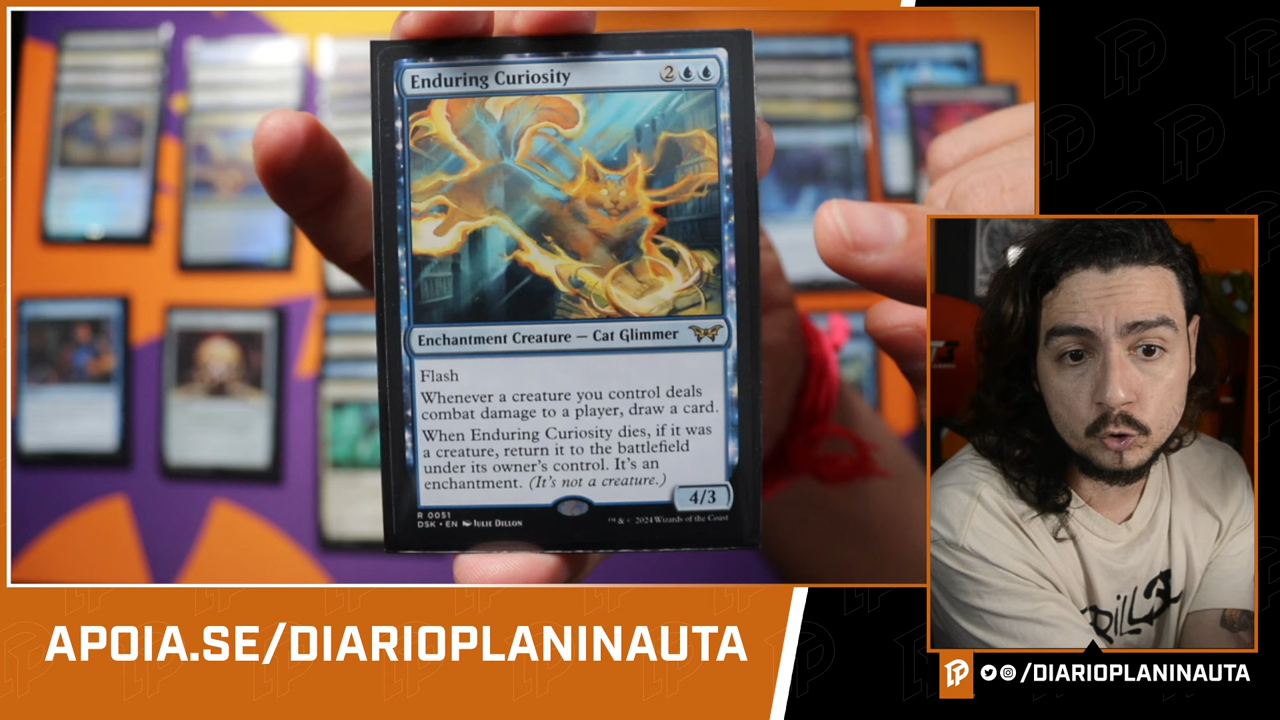 Enduring Curiosity 2
Enchantment Creature — Cat Glimmer
Flash
Whenever a creature you control deals
combat damage to a player, draw a card.
When Enduring Curiosity dies, if it was
a creature, return it to the battlefield
under its owner's control. It's an
enchantment. (It's not a creature.)
4/3
R 0051
DSK • EN JULIE DILLON
™ & © 2024 Wizards of the Coast
APOIA.SE/DIARIOPLANINAUTA
/DIARIOPLANINAUTA